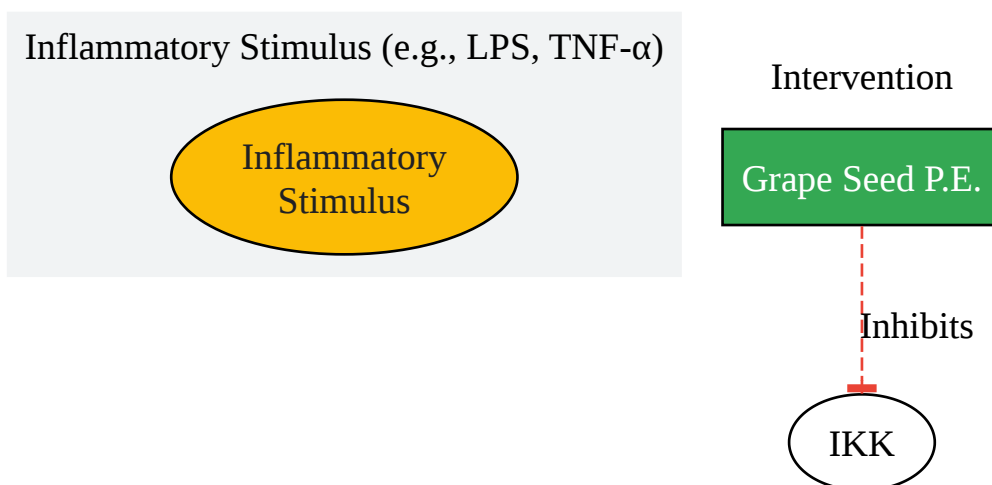 Inflammatory Stimulus (e.g., LPS, TNF-α)
Inflammatory
Stimulus
Intervention
Grape Seed P.E.
Inhibits
IKK